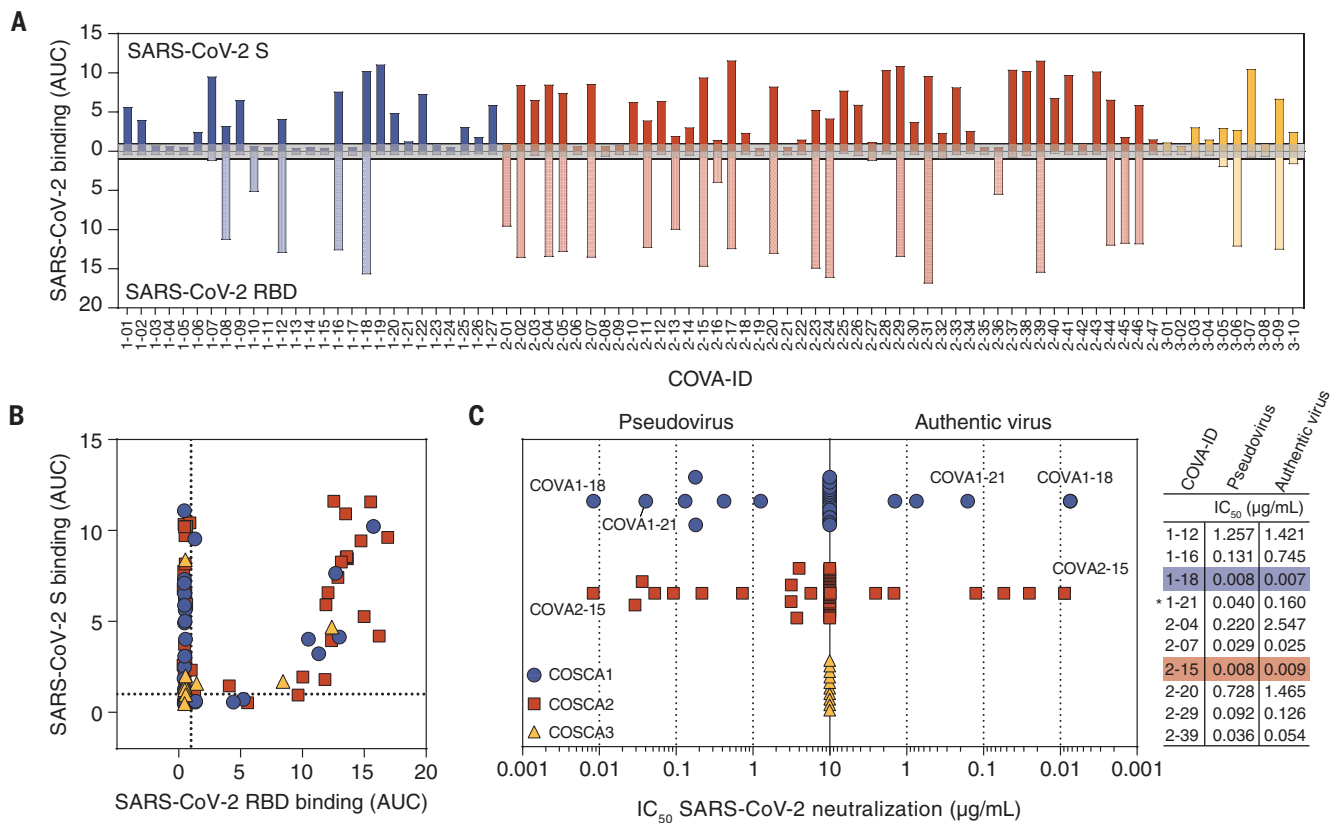 A
SARS-CoV-2 S
SARS-CoV-2 binding (AUC)
15
10
5
0
5
10
15
20
SARS-CoV-2 RBD
1-01 1-02 1-03 1-04 1-05 1-06 1-07 1-08 1-09 1-10 1-11 1-12 1-13 1-14 1-15 1-16 1-17 1-18 1-19 1-20 1-21 1-22 1-23 1-24 1-25 1-26 1-27 2-01 2-02 2-03 2-04 2-05 2-06 2-07 2-08 2-09 2-10 2-11 2-12 2-13 2-14 2-15 2-16 2-17 2-18 2-19 2-20 2-21 2-22 2-23 2-24 2-25 2-26 2-27 2-28 2-29 2-30 2-31 2-32 2-33 2-34 2-35 2-36 2-37 2-38 2-39 2-40 2-41 2-42 2-43 2-44 2-45 2-46 2-47 3-01 3-02 3-03 3-04 3-05 3-06 3-07 3-08 3-09 3-10
COVA-ID
B
SARS-CoV-2 S binding (AUC)
15
10
5
0
0 5 10 15 20
SARS-CoV-2 RBD binding (AUC)
C
Pseudovirus Authentic virus
COVA1-18
COVA1-21
COVA1-21
COVA1-18
COVA2-15
COVA2-15
COSCA1
COSCA2
COSCA3
0.001 0.01 0.1 1 10 1 0.1 0.01 0.001
IC50 SARS-CoV-2 neutralization (µg/mL)
COVA-ID Pseudovirus Authentic virus
IC50 (µg/mL)
1-12 1.257 1.421
1-16 0.131 0.745
1-18 0.008 0.007
* 1-21 0.040 0.160
2-04 0.220 2.547
2-07 0.029 0.025
2-15 0.008 0.009
2-20 0.728 1.465
2-29 0.092 0.126
2-39 0.036 0.054